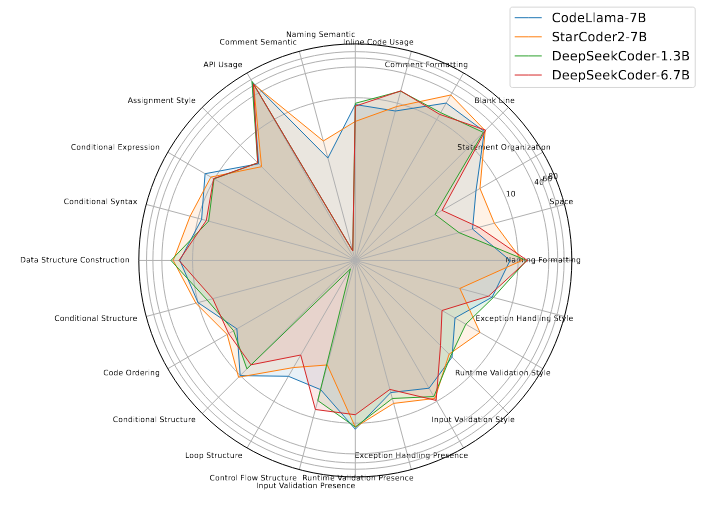 CodeLlama-7B
StarCoder2-7B
DeepSeekCoder-1.3B
DeepSeekCoder-6.7B
Naming Semantic
Comment Semantic
Inline Code Usage
API Usage
Comment Formatting
Assignment Style
Blank Line
Conditional Expression
Statement Organization
10
40
60
80
Conditional Syntax
Space
Data Structure Construction
Naming Formatting
Conditional Structure
Exception Handling Style
Code Ordering
Runtime Validation Style
Conditional Structure
Input Validation Style
Loop Structure
Exception Handling Presence
Control Flow Structure
Runtime Validation Presence
Input Validation Presence